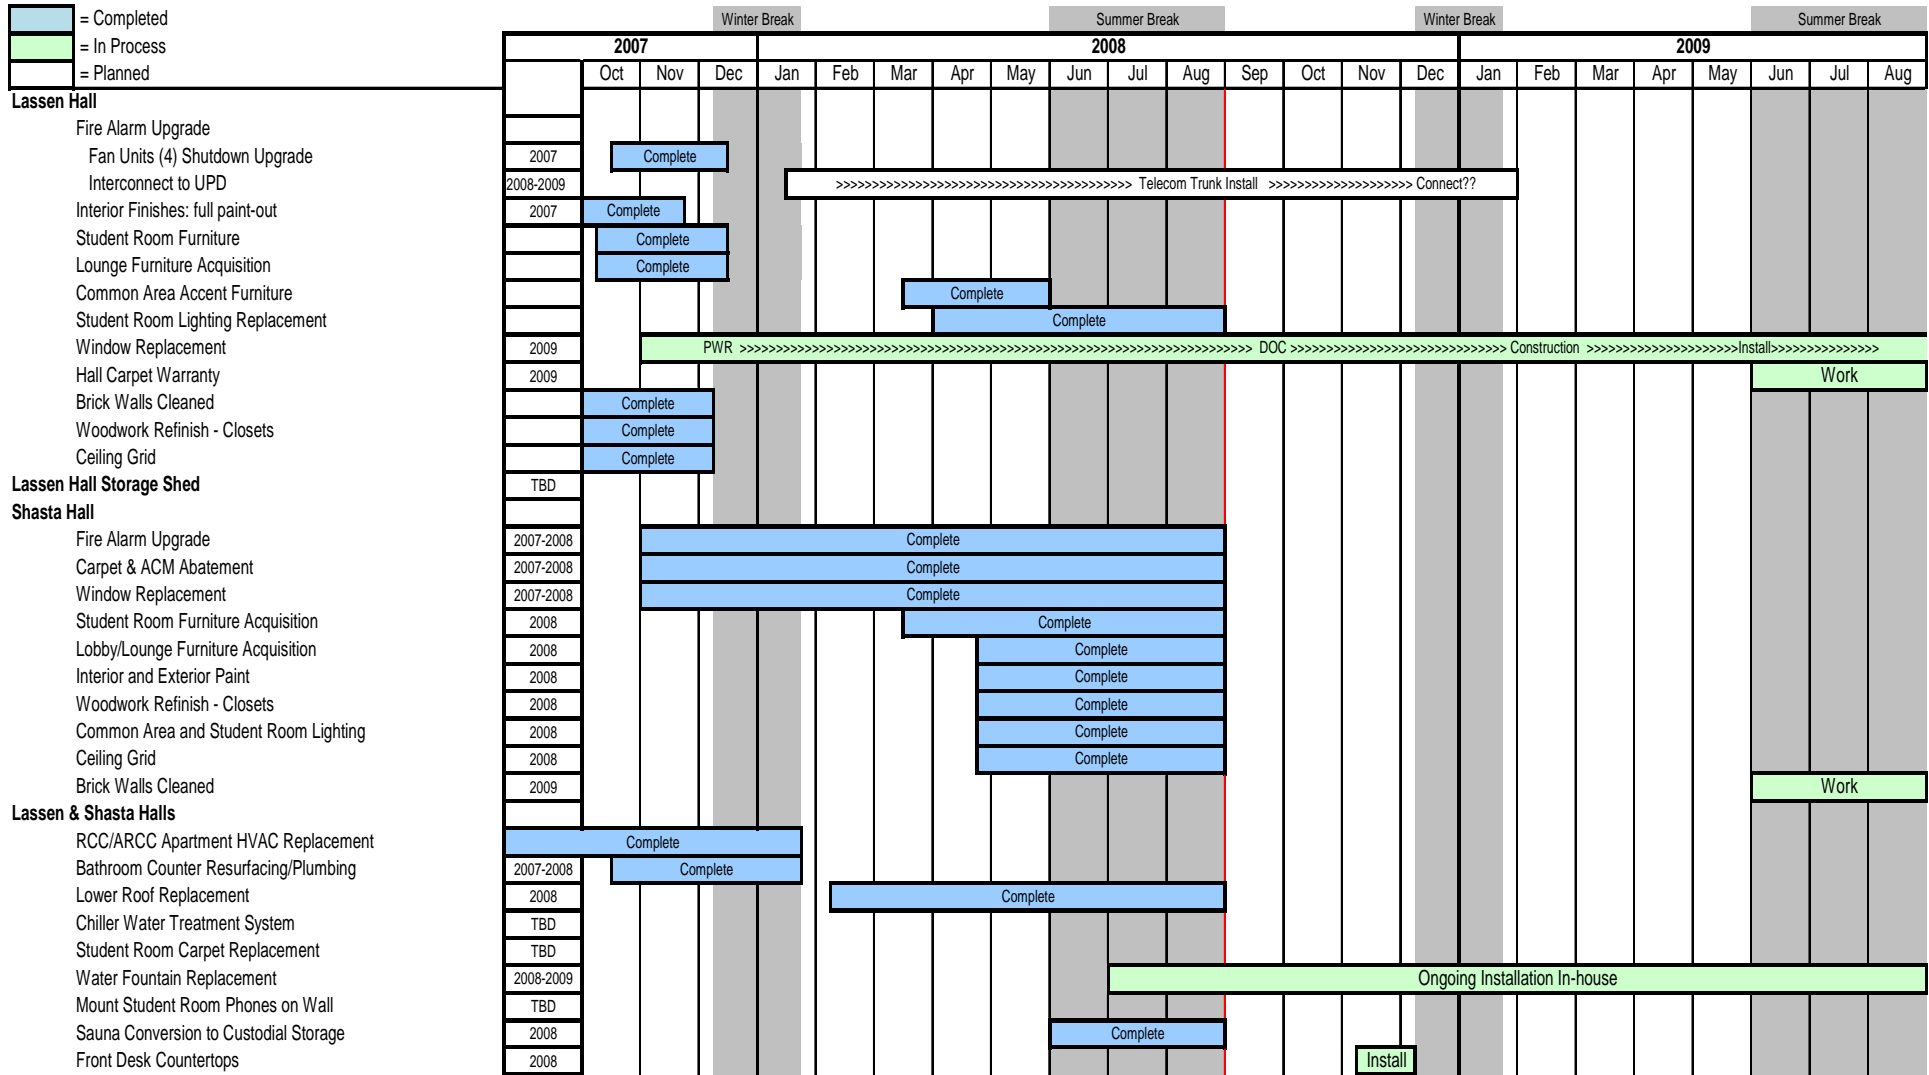 = Completed
Winter Break Summer Break Winter Break Summer Break
= In Process
2007 2008 2009
= Planned
Oct Nov Dec Jan Feb Mar Apr May Jun Jul Aug Sep Oct Nov Dec Jan Feb Mar Apr May Jun Jul Aug
Lassen Hall
Fire Alarm Upgrade
Fan Units (4) Shutdown Upgrade 2007 Complete
Interconnect to UPD 2008-2009 >>>>>>>>>>>>>>>>>>>>>>>>>>>>>>>>>>>>>>>>> Telecom Trunk Install >>>>>>>>>>>>>>>>>>>> Connect??
Interior Finishes: full paint-out 2007 Complete
Student Room Furniture Complete
Lounge Furniture Acquisition Complete
Common Area Accent Furniture Complete
Student Room Lighting Replacement Complete
Window Replacement 2009 PWR >>>>>>>>>>>>>>>>>>>>>>>>>>>>>>>>>>>>>>>>>>>>>>>>>>>>>>>>>>>>>>>>>>>>>>> DOC >>>>>>>>>>>>>>>>>>>>>>>>>>>>>> Construction >>>>>>>>>>>>>>>>>>>>>Install>>>>>>>>>>>>>>>
Hall Carpet Warranty 2009 Work
Brick Walls Cleaned Complete
Woodwork Refinish - Closets Complete
Ceiling Grid Complete
Lassen Hall Storage Shed TBD
Shasta Hall
Fire Alarm Upgrade 2007-2008 Complete
Carpet & ACM Abatement 2007-2008 Complete
Window Replacement 2007-2008 Complete
Student Room Furniture Acquisition 2008 Complete
Lobby/Lounge Furniture Acquisition 2008 Complete
Interior and Exterior Paint 2008 Complete
Woodwork Refinish - Closets 2008 Complete
Common Area and Student Room Lighting 2008 Complete
Ceiling Grid 2008 Complete
Brick Walls Cleaned 2009 Work
Lassen & Shasta Halls
RCC/ARCC Apartment HVAC Replacement Complete
Bathroom Counter Resurfacing/Plumbing 2007-2008 Complete
Lower Roof Replacement 2008 Complete
Chiller Water Treatment System TBD
Student Room Carpet Replacement TBD
Water Fountain Replacement 2008-2009 Ongoing Installation In-house
Mount Student Room Phones on Wall TBD
Sauna Conversion to Custodial Storage 2008 Complete
Front Desk Countertops 2008 Install